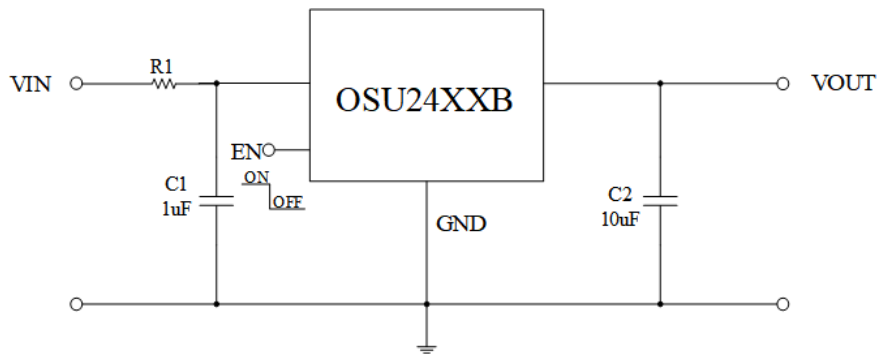 R1
VIN
OSU24XXB
VOUT
EN
ON
OFF
C1
1uF
GND
C2
10uF